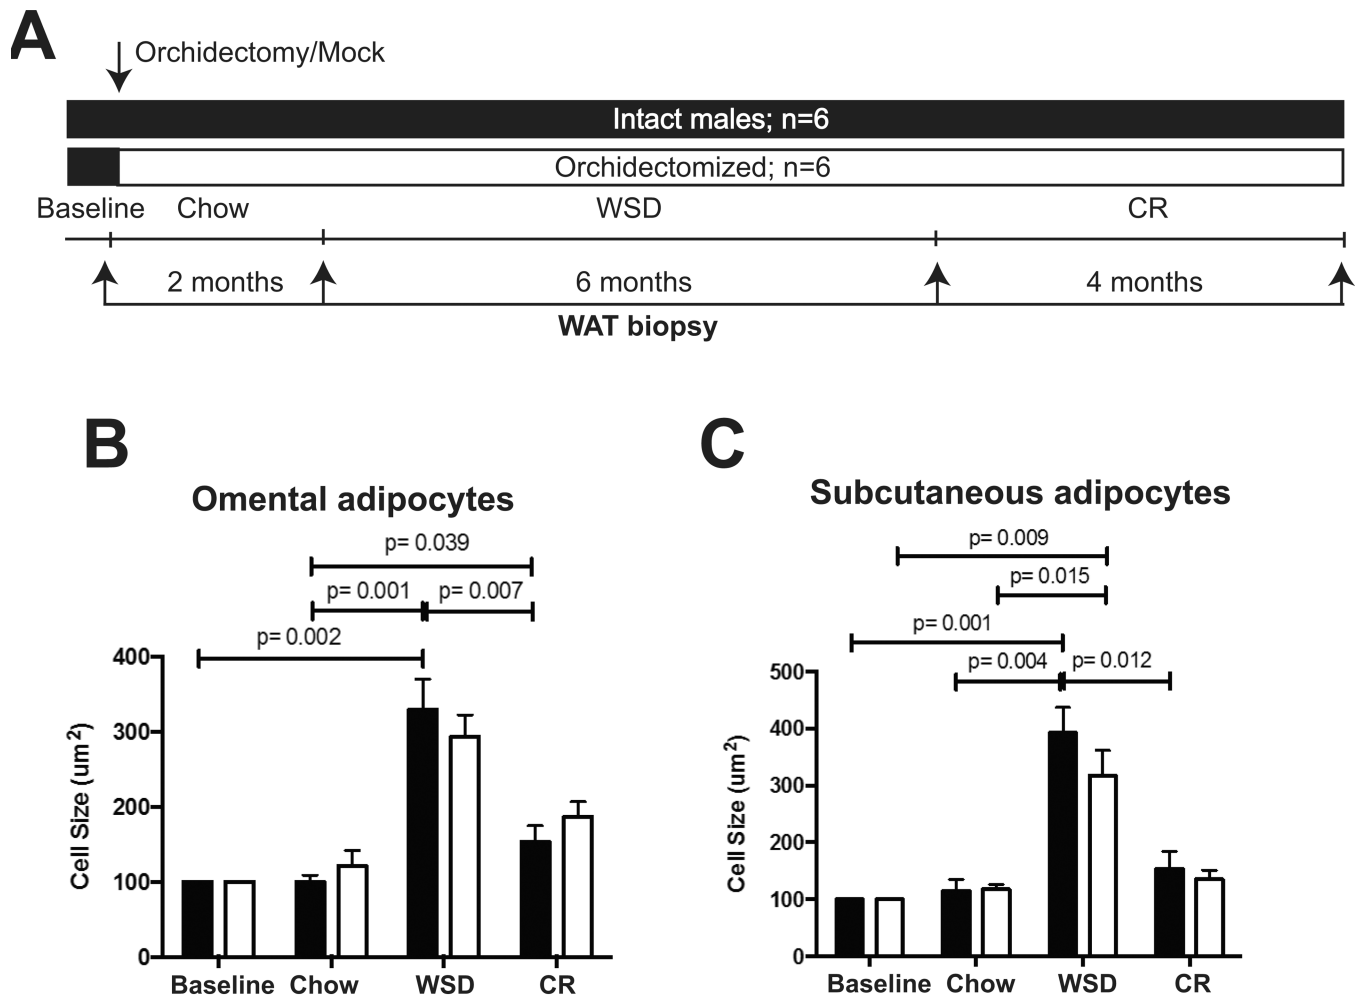 A
Orchidectomy/Mock
Intact males; n=6
Orchidectomized; n=6
Baseline Chow WSD CR
2 months 6 months 4 months
WAT biopsy
B
Omental adipocytes
p= 0.039
p= 0.001 p= 0.007
p= 0.002
400
300
200
100
0
Cell Size (um²)
Baseline Chow WSD CR
C
Subcutaneous adipocytes
p= 0.009
p= 0.015
p= 0.001
p= 0.004 p= 0.012
500
400
300
200
100
0
Cell Size (um²)
Baseline Chow WSD CR